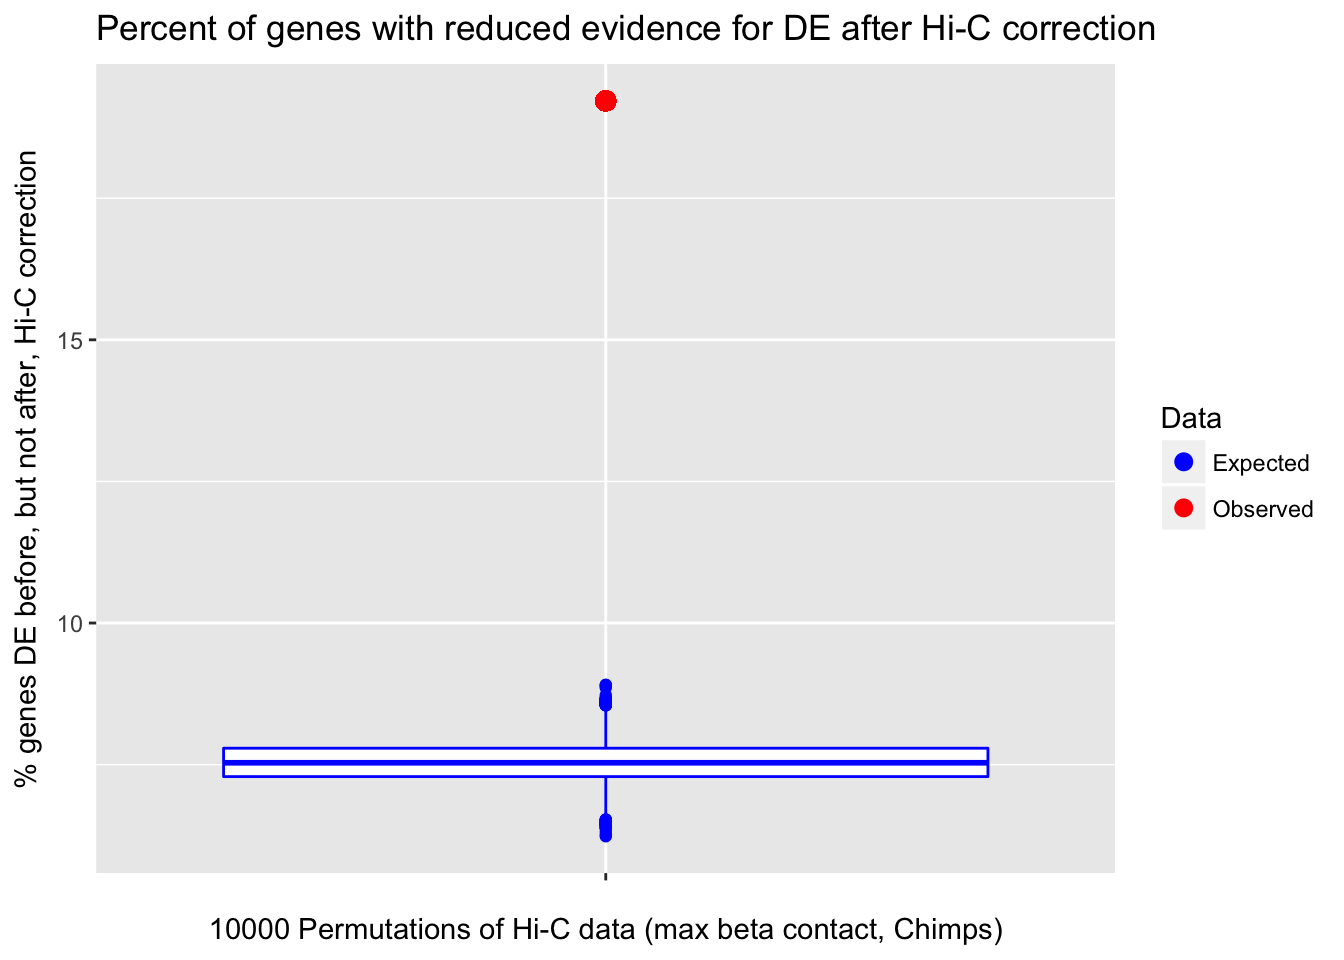 Percent of genes with reduced evidence for DE after Hi-C correction
% genes DE before, but not after, Hi-C correction
15
10
Data
Expected
Observed
10000 Permutations of Hi-C data (max beta contact, Chimps)